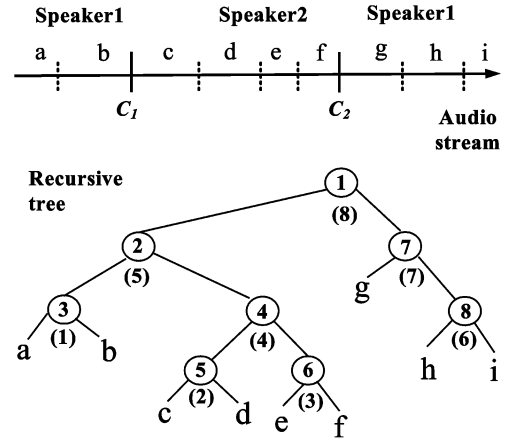 Speaker1 Speaker2 Speaker1
a b c d e f g h i
C1 C2
Audio
stream
Recursive
tree
1
(8)
2 7
(5) (7)
g
3 4 8
(1) (4) (6)
a b
5 6
(2) (3)
h i
c d e f